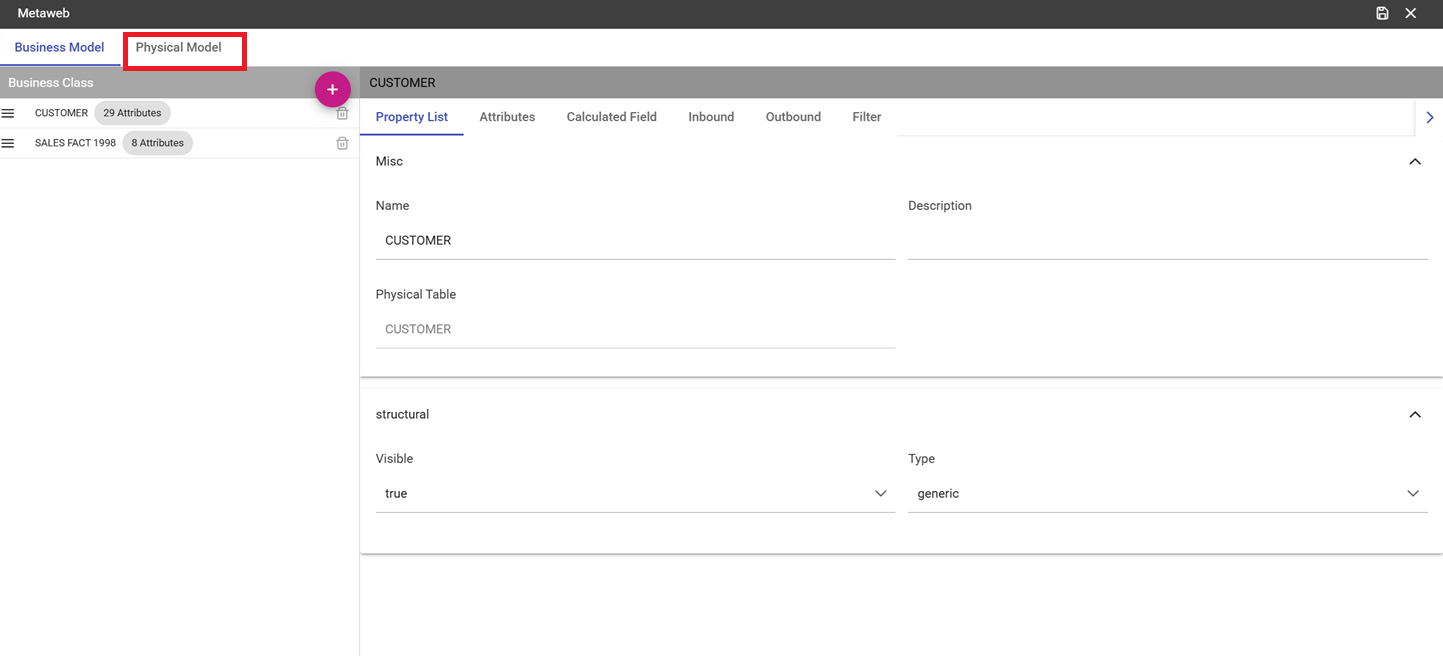 Metaweb
Business Model
Physical Model
Business Class
+
CUSTOMER 29 Attributes
SALES FACT 1998 8 Attributes
CUSTOMER
Property List Attributes Calculated Field Inbound Outbound Filter
Misc
Name Description
CUSTOMER
Physical Table
CUSTOMER
structural
Visible Type
true generic